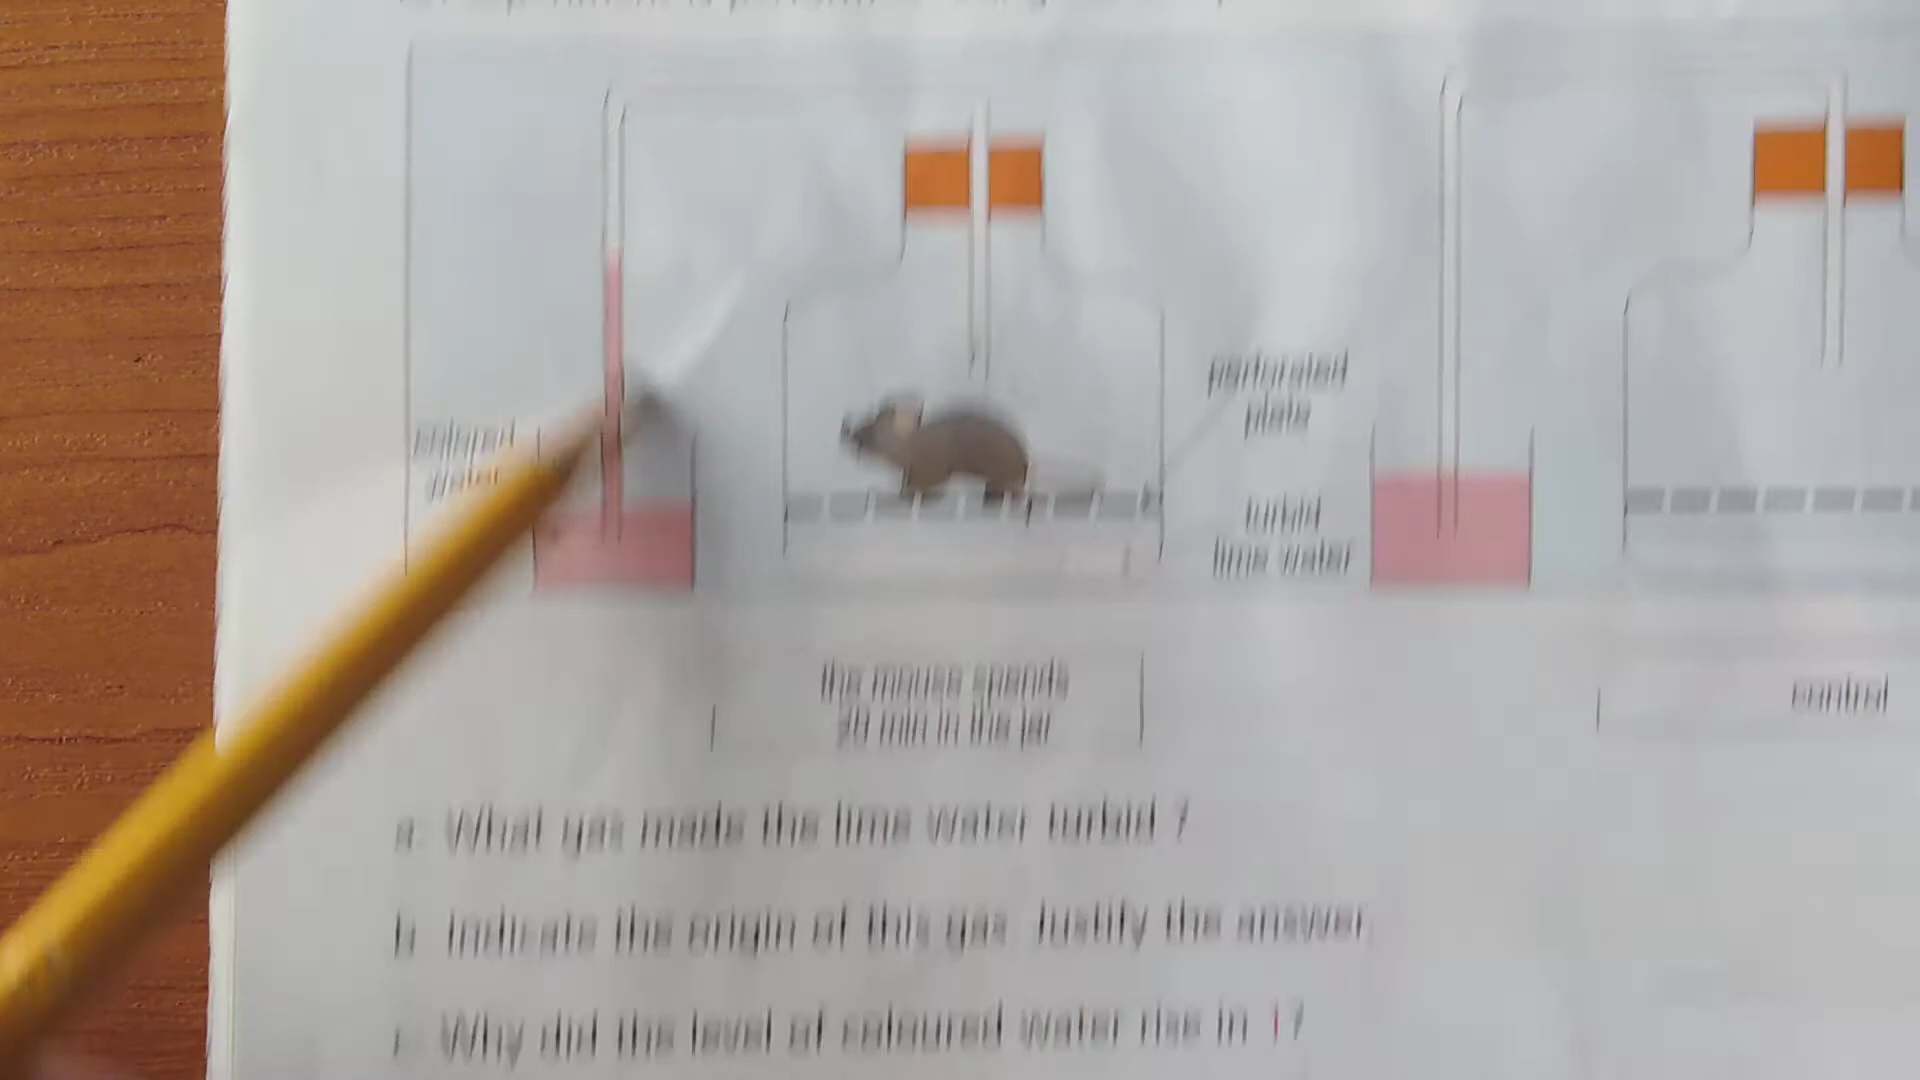 coloured
water
perforated
plate
turbid
lime water
the mouse spends
20 min in the jar
control
a. What gas made the lime water turbid ?
b. Indicate the origin of this gas. Justify the answer.
c. Why did the level of coloured water rise in 1?